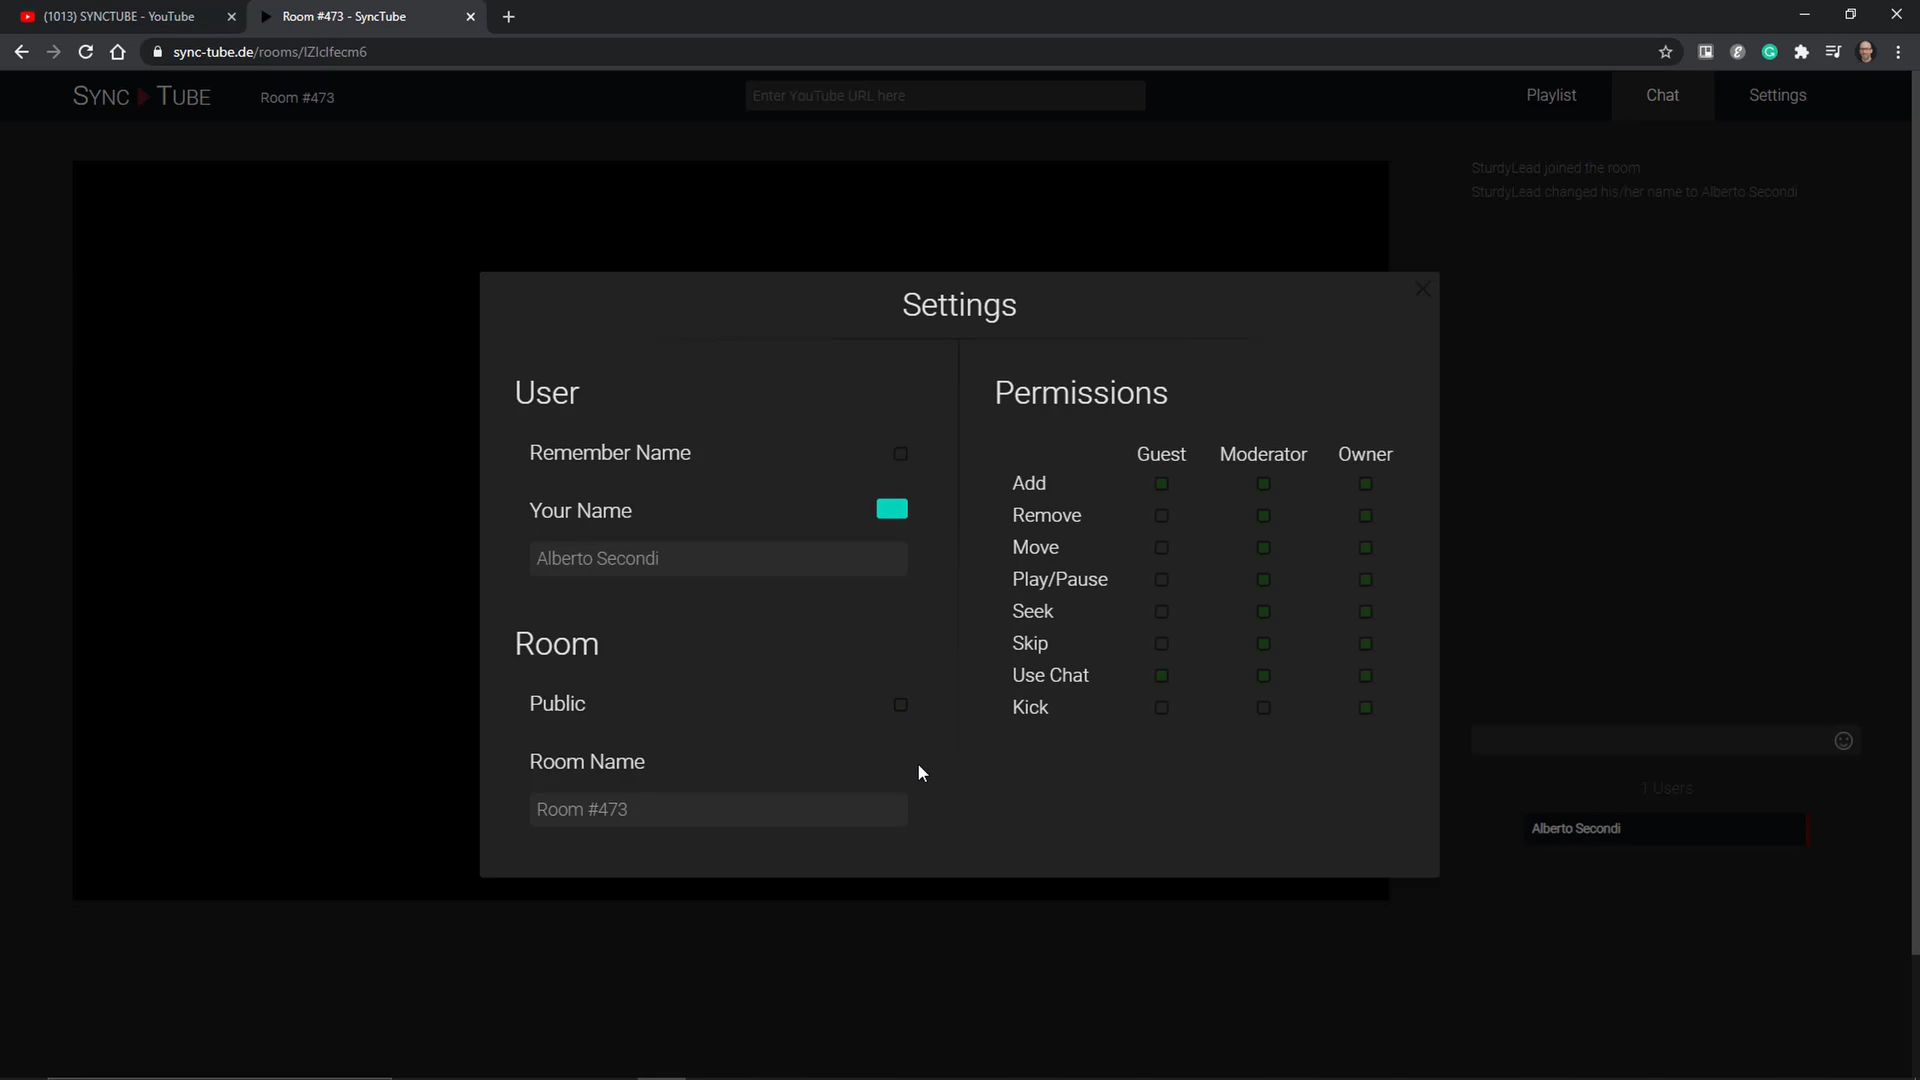 (1013) SYNCTUBE - YouTube
Room #473 - SyncTube
sync-tube.de/rooms/IZlclfecm6
SYNC TUBE
Room #473
Enter YouTube URL here
Playlist
Chat
Settings
SturdyLead joined the room
SturdyLead changed his/her name to Alberto Secondi
Settings
User
Remember Name
Your Name
Alberto Secondi
Room
Public
Room Name
Room #473
Permissions
Guest Moderator Owner
Add
Remove
Move
Play/Pause
Seek
Skip
Use Chat
Kick
1 Users
Alberto Secondi